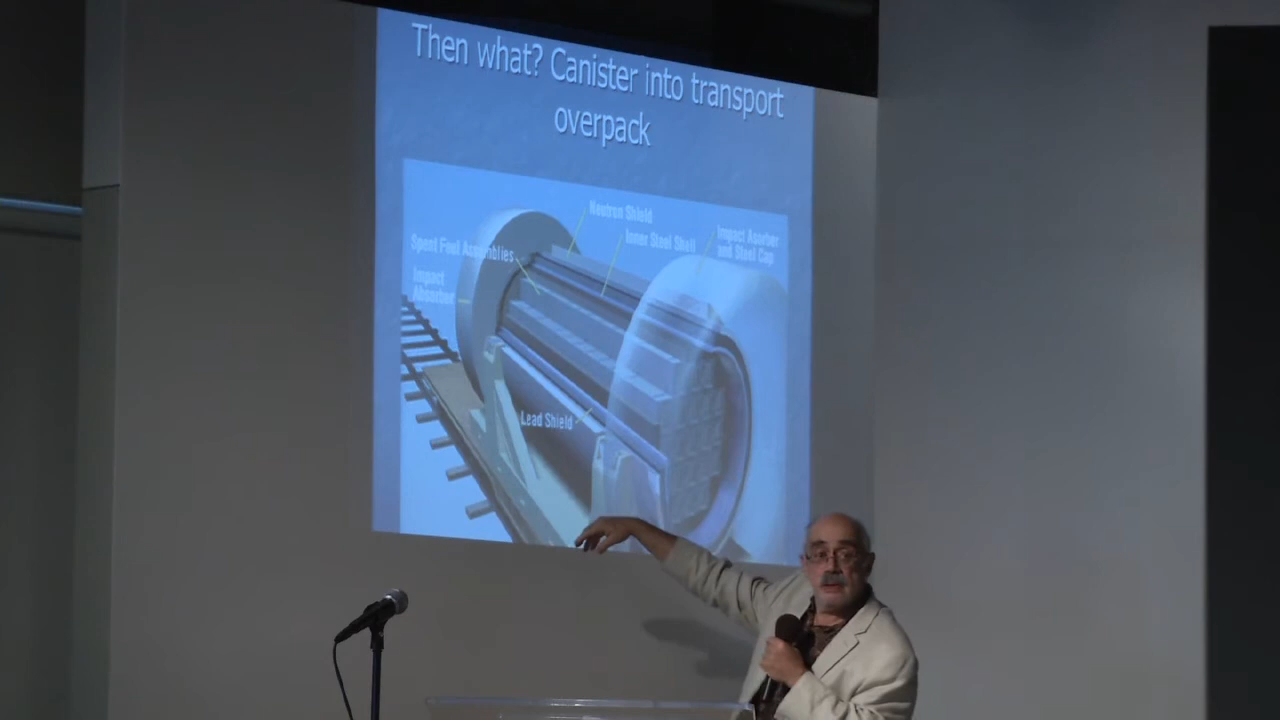 Then what? Canister into transport
overpack
Neutron Shield
Inner Steel Shell
Impact Asorber
and Steel Cap
Spent Fuel Assemblies
Impact
Absorber
Lead Shield